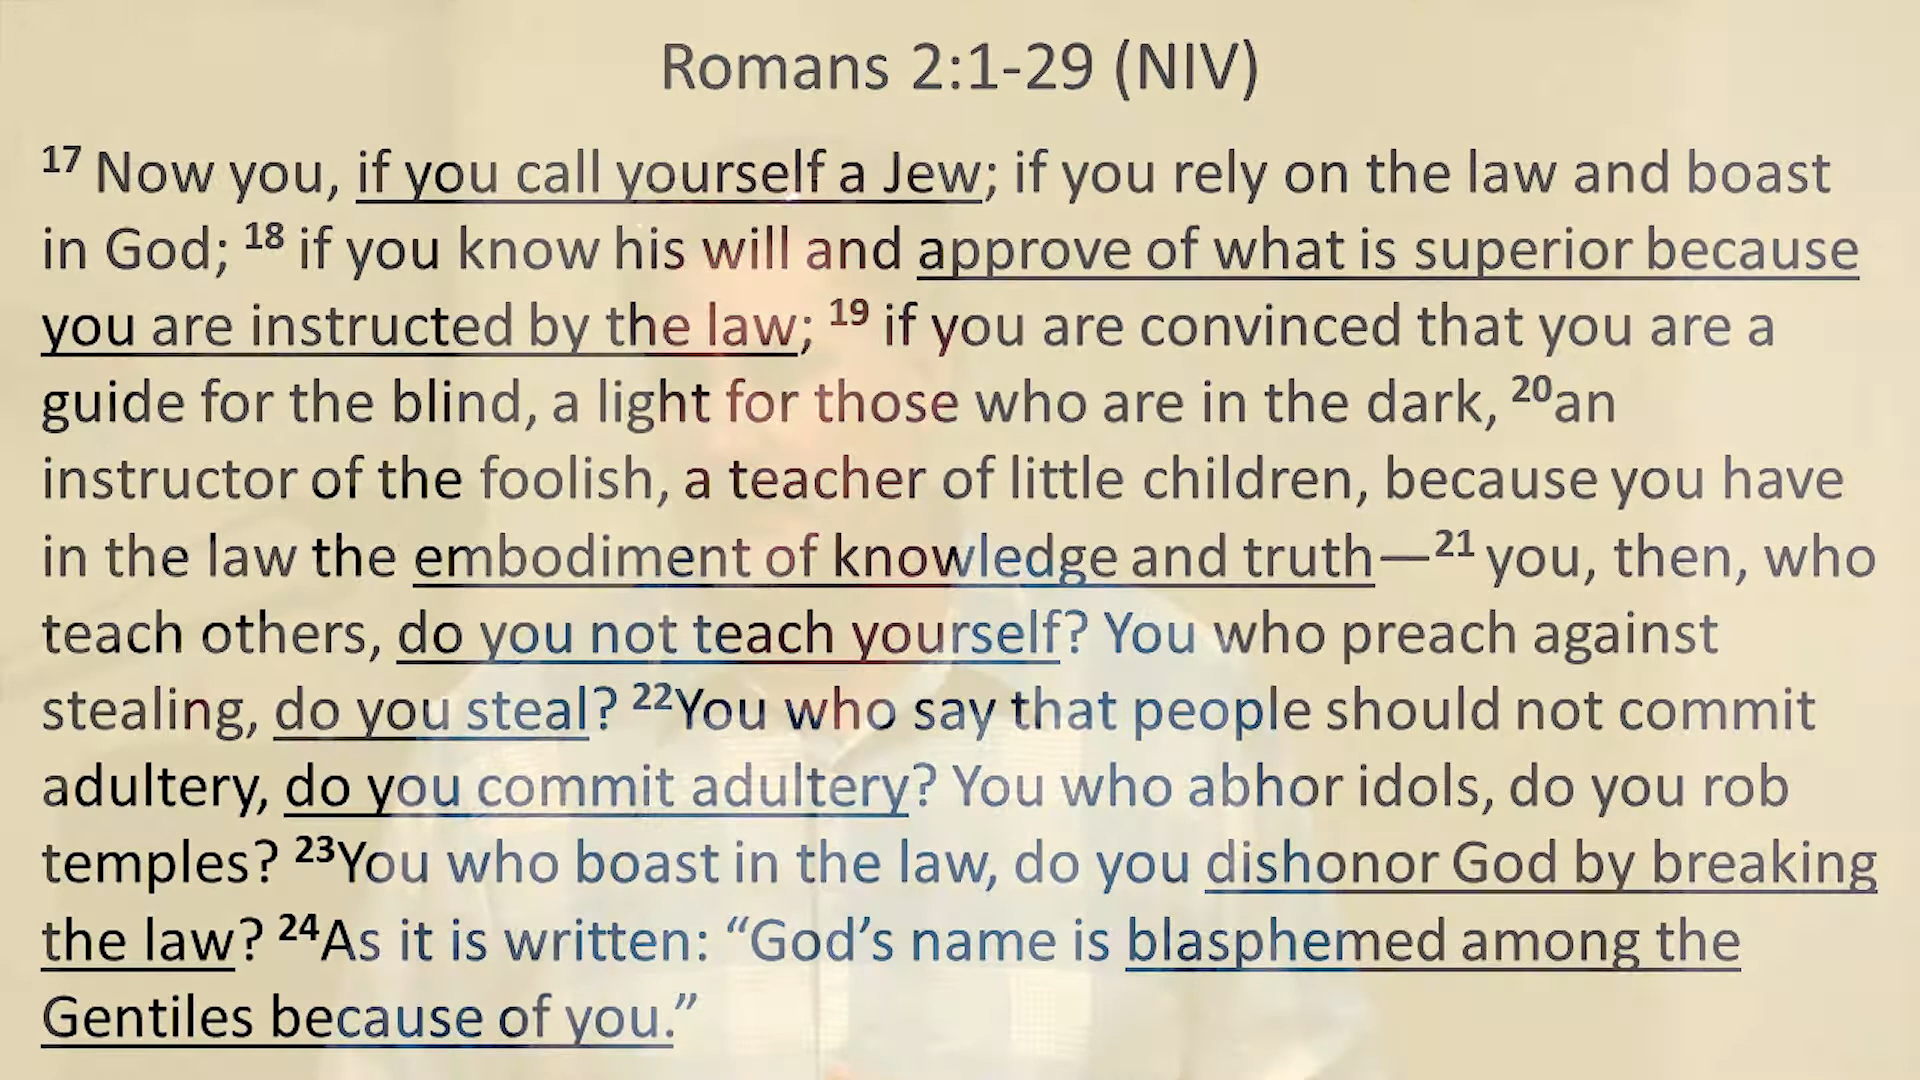 Romans 2:1-29 (NIV)
17 Now you, if you call yourself a Jew; if you rely on the law and boast
in God; 18 if you know his will and approve of what is superior because
you are instructed by the law; 19 if you are convinced that you are a
guide for the blind, a light for those who are in the dark, 20an
instructor of the foolish, a teacher of little children, because you have
in the law the embodiment of knowledge and truth—21 you, then, who
teach others, do you not teach yourself? You who preach against
stealing, do you steal? 22You who say that people should not commit
adultery, do you commit adultery? You who abhor idols, do you rob
temples? 23You who boast in the law, do you dishonor God by breaking
the law? 24As it is written: “God’s name is blasphemed among the
Gentiles because of you.”